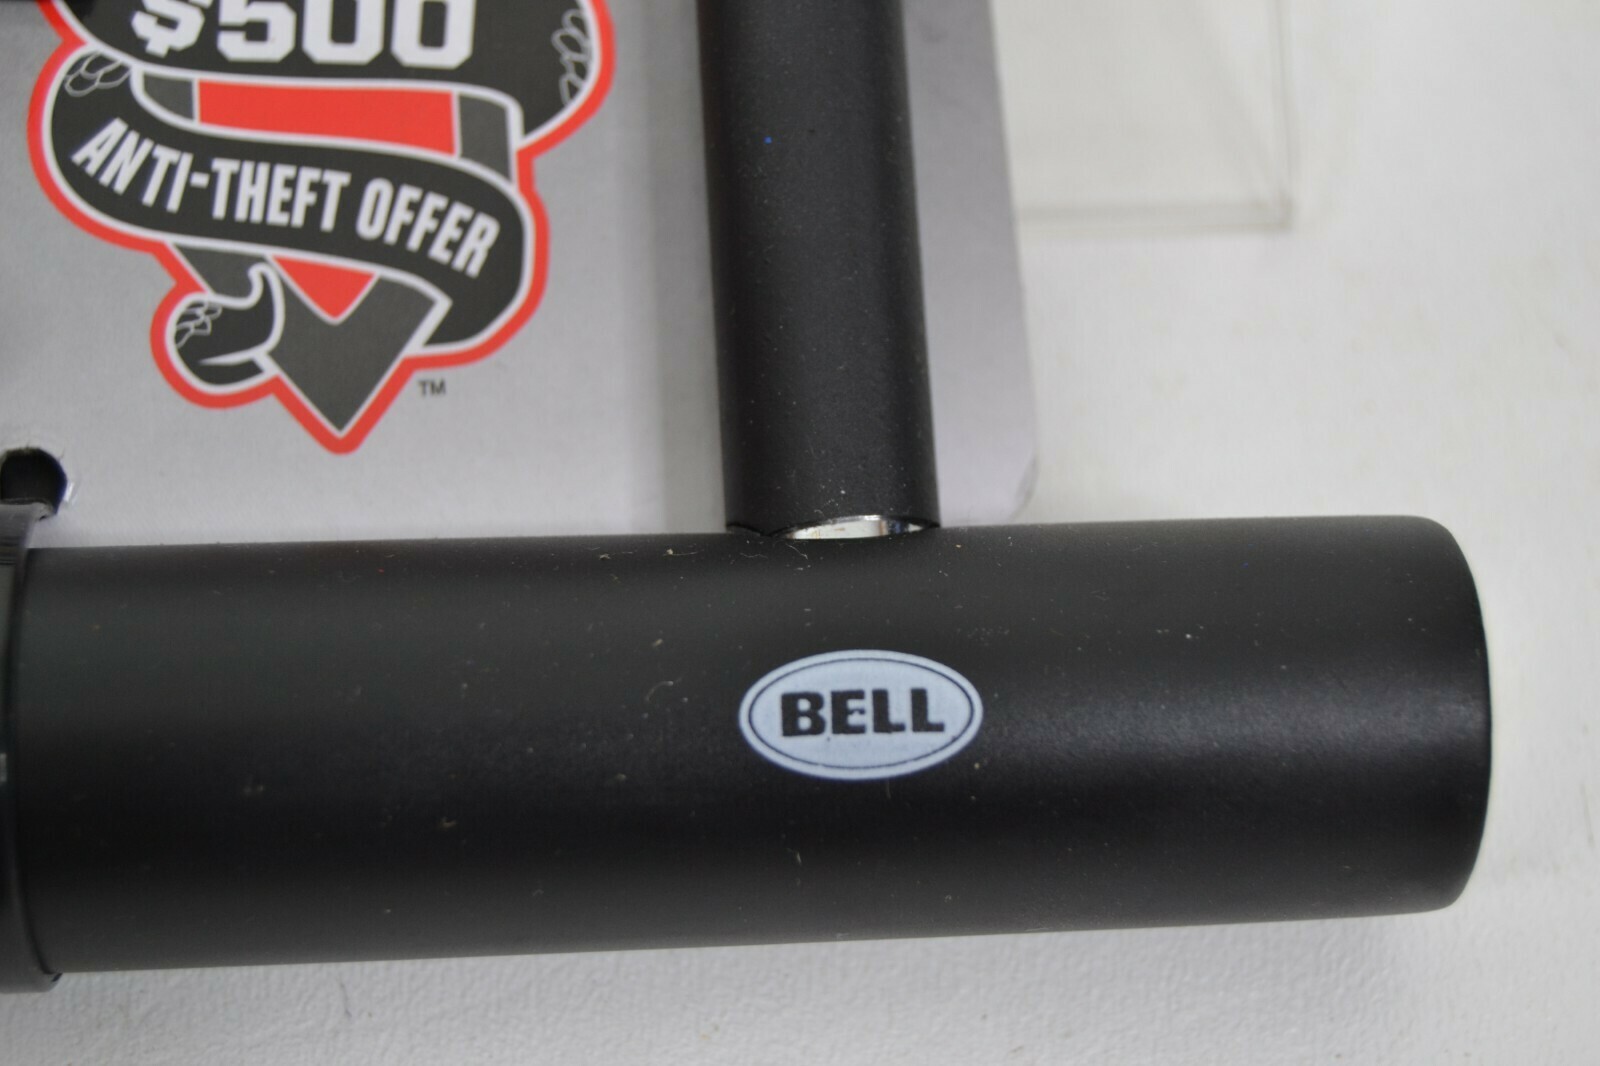 $500
ANTI-THEFT OFFER
TM
BELL